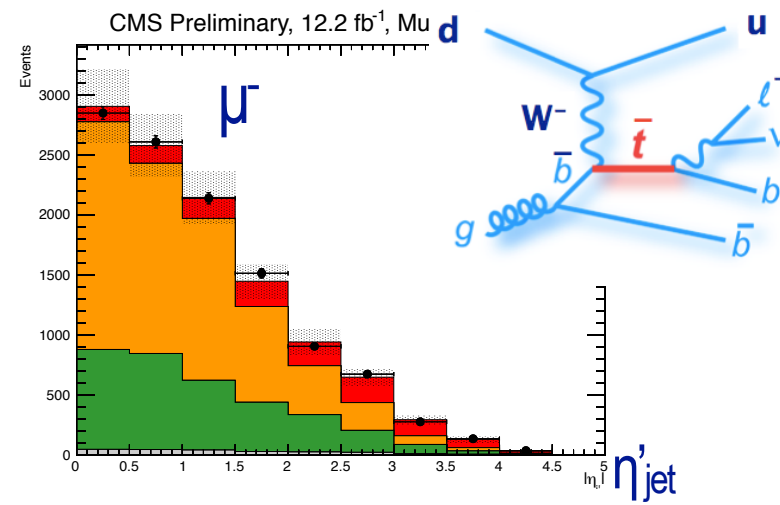 CMS Preliminary, 12.2 fb⁻¹, Mu
Events
3000
2500
2000
1500
1000
500
0
0 0.5 1 1.5 2 2.5 3 3.5 4 4.5 5
μ⁻
η'jet
d
u
W⁻
t̄
b̄
g
ℓ⁻
b
b̄